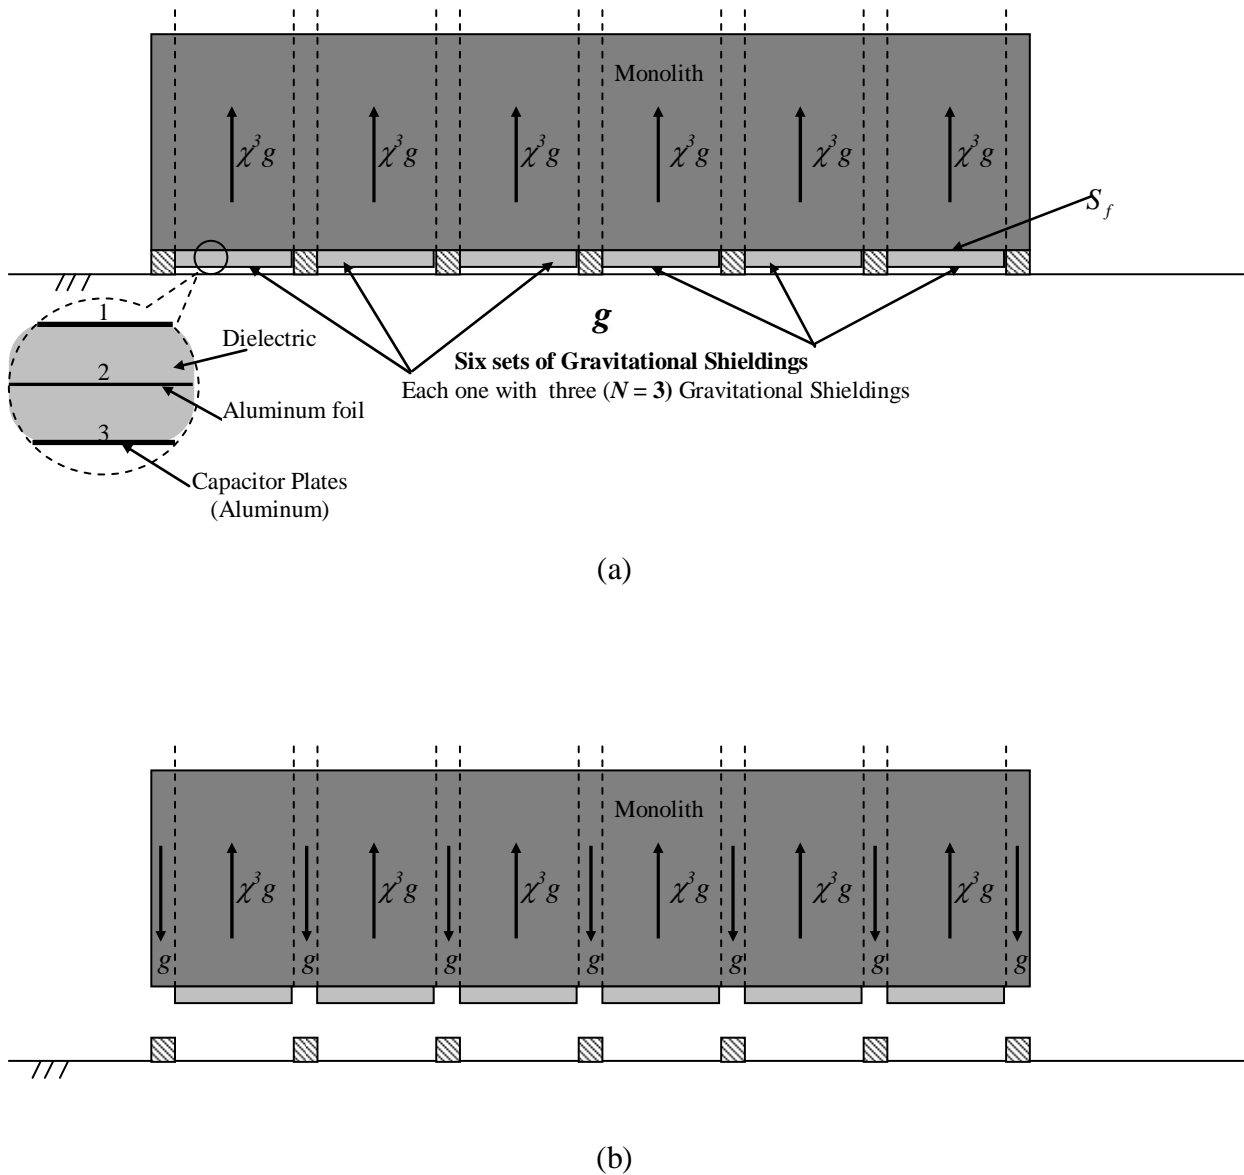 Monolith
χ³g χ³g χ³g χ³g χ³g χ³g
S_f
1
Dielectric
2
Aluminum foil
3
Capacitor Plates
(Aluminum)
g
Six sets of Gravitational Shieldings
Each one with three (N = 3) Gravitational Shieldings
(a)
Monolith
χ³g χ³g χ³g χ³g χ³g χ³g
g g g g g g g
(b)